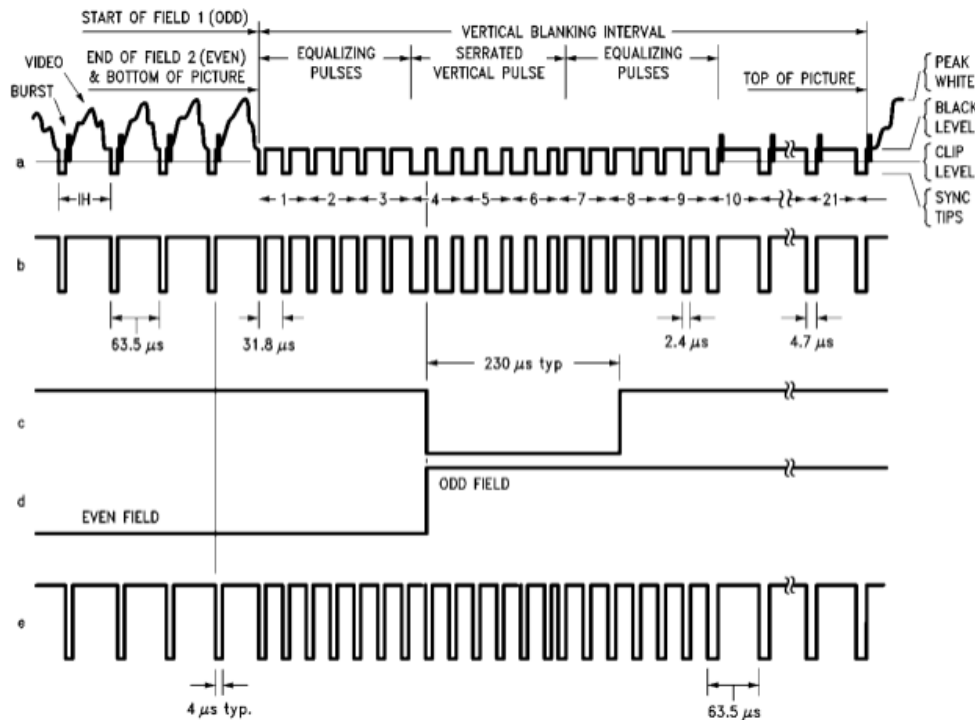 START OF FIELD 1 (ODD)
VERTICAL BLANKING INTERVAL
END OF FIELD 2 (EVEN)
& BOTTOM OF PICTURE
EQUALIZING
PULSES
SERRATED
VERTICAL PULSE
EQUALIZING
PULSES
TOP OF PICTURE
VIDEO
BURST
PEAK
WHITE
BLACK
LEVEL
CLIP
LEVEL
SYNC
TIPS
a
IH
1 2 3 4 5 6 7 8 9 10 21
b
63.5 μs
31.8 μs
2.4 μs
4.7 μs
230 μs typ
c
d
ODD FIELD
EVEN FIELD
e
4 μs typ.
63.5 μs